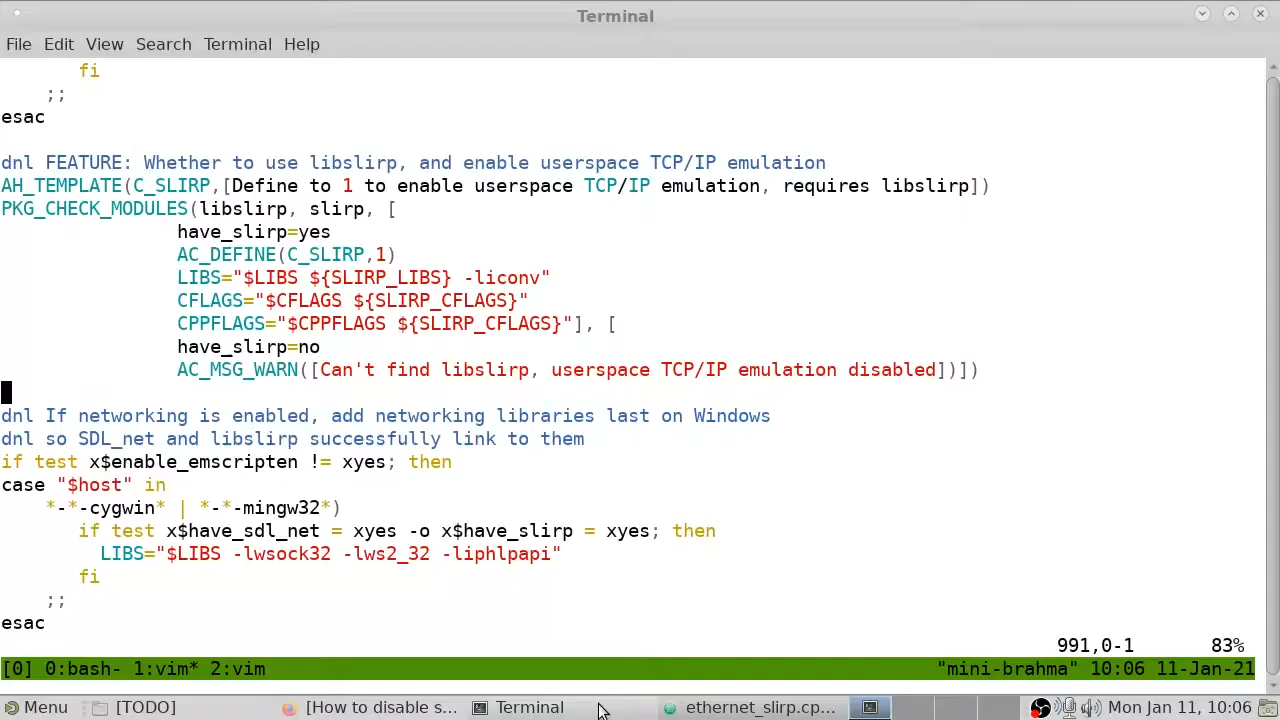 Terminal
File Edit View Search Terminal Help
fi
;;
esac
dnl FEATURE: Whether to use libslirp, and enable userspace TCP/IP emulation
AH_TEMPLATE(C_SLIRP,[Define to 1 to enable userspace TCP/IP emulation, requires libslirp])
PKG_CHECK_MODULES(libslirp, slirp, [
have_slirp=yes
AC_DEFINE(C_SLIRP,1)
LIBS="$LIBS ${SLIRP_LIBS} -liconv"
CFLAGS="$CFLAGS ${SLIRP_CFLAGS}"
CPPFLAGS="$CPPFLAGS ${SLIRP_CFLAGS}"], [
have_slirp=no
AC_MSG_WARN([Can't find libslirp, userspace TCP/IP emulation disabled])])
dnl If networking is enabled, add networking libraries last on Windows
dnl so SDL_net and libslirp successfully link to them
if test x$enable_emscripten != xyes; then
case "$host" in
*-*-cygwin* | *-*-mingw32*)
if test x$have_sdl_net = xyes -o x$have_slirp = xyes; then
LIBS="$LIBS -lwsock32 -lws2_32 -liphlpapi"
fi
;;
esac
991,0-1 83%
[0] 0:bash- 1:vim* 2:vim "mini-brahma" 10:06 11-Jan-21
Menu [TODO] [How to disable s... Terminal ethernet_slirp.cp... Mon Jan 11, 10:06